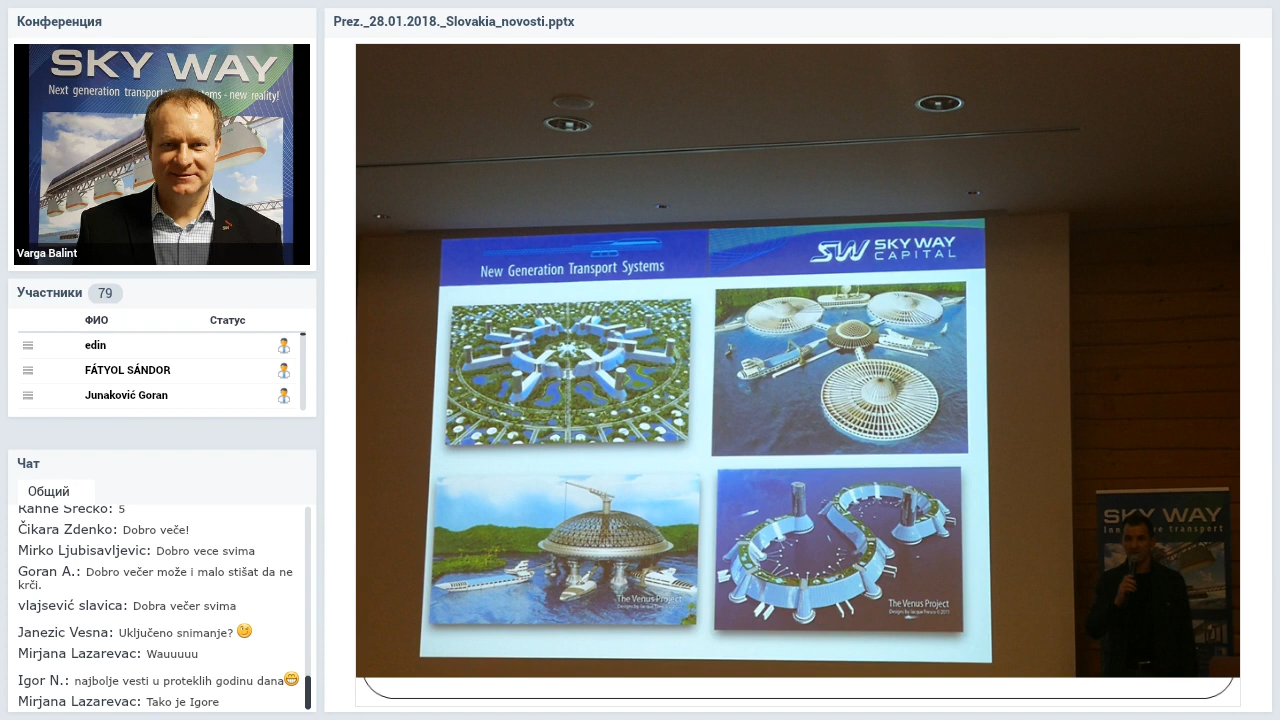 Конференция
SKY WAY
Next generation transport
ms - new reality!
Varga Balint
Участники 79
ФИО Статус
edin
FÁTYOL SÁNDOR
Junaković Goran
Чат
Общий
Rahne Srečko: 5
Čikara Zdenko: Dobro veče!
Mirko Ljubisavljevic: Dobro vece svima
Goran A.: Dobro večer može i malo stišat da ne
krči.
vlajsević slavica: Dobra večer svima
Janezic Vesna: Uključeno snimanje?
Mirjana Lazarevac: Wauuuuu
Igor N.: najbolje vesti u proteklih godinu dana
Mirjana Lazarevac: Tako je Igore
Prez._28.01.2018._Slovakia_novosti.pptx
New Generation Transport Systems
SW SKY WAY
CAPITAL
The Venus Project
The Venus Project
SKY WAY
transport